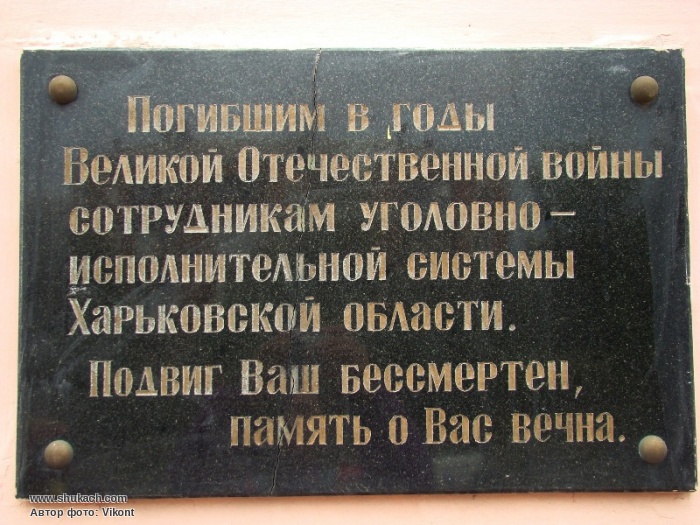 Погибшим в годы
Великой Отечественной войны
сотрудникам уголовно –
исполнительной системы
Харьковской области.
Подвиг Ваш бессмертен,
память о Вас вечна.
www.shukach.com
Автор фото: Vikont